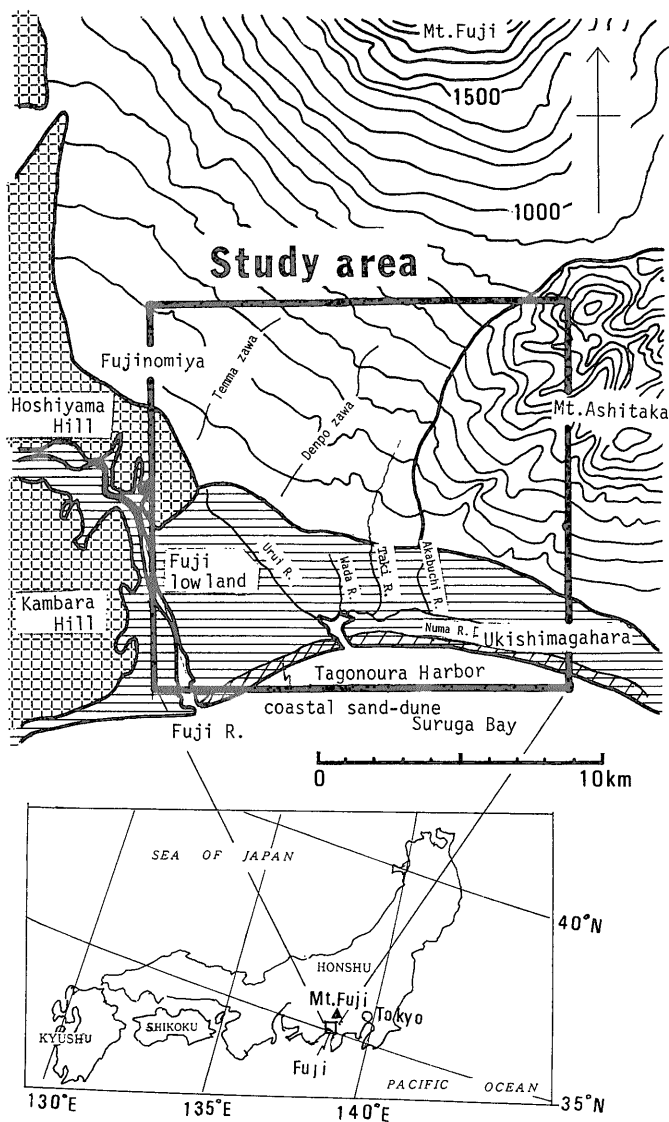 Mt.Fuji
1500
1000
Study area
Fujinomiya
Temma zawa
Hoshiyama
Hill
Mt.Ashitaka
Denpo zawa
Fuji
lowland
Urui R.
Wada R.
Taki R.
Akabuchi R.
Kambara
Hill
Numa R.
Ukishimagahara
Tagonoura Harbor
coastal sand-dune
Fuji R.
Suruga Bay
0 10km
SEA OF JAPAN
40°N
HONSHU
Mt.Fuji
Tokyo
KYUSHU
SHIKOKU
Fuji
PACIFIC OCEAN
35°N
130°E 135°E 140°E